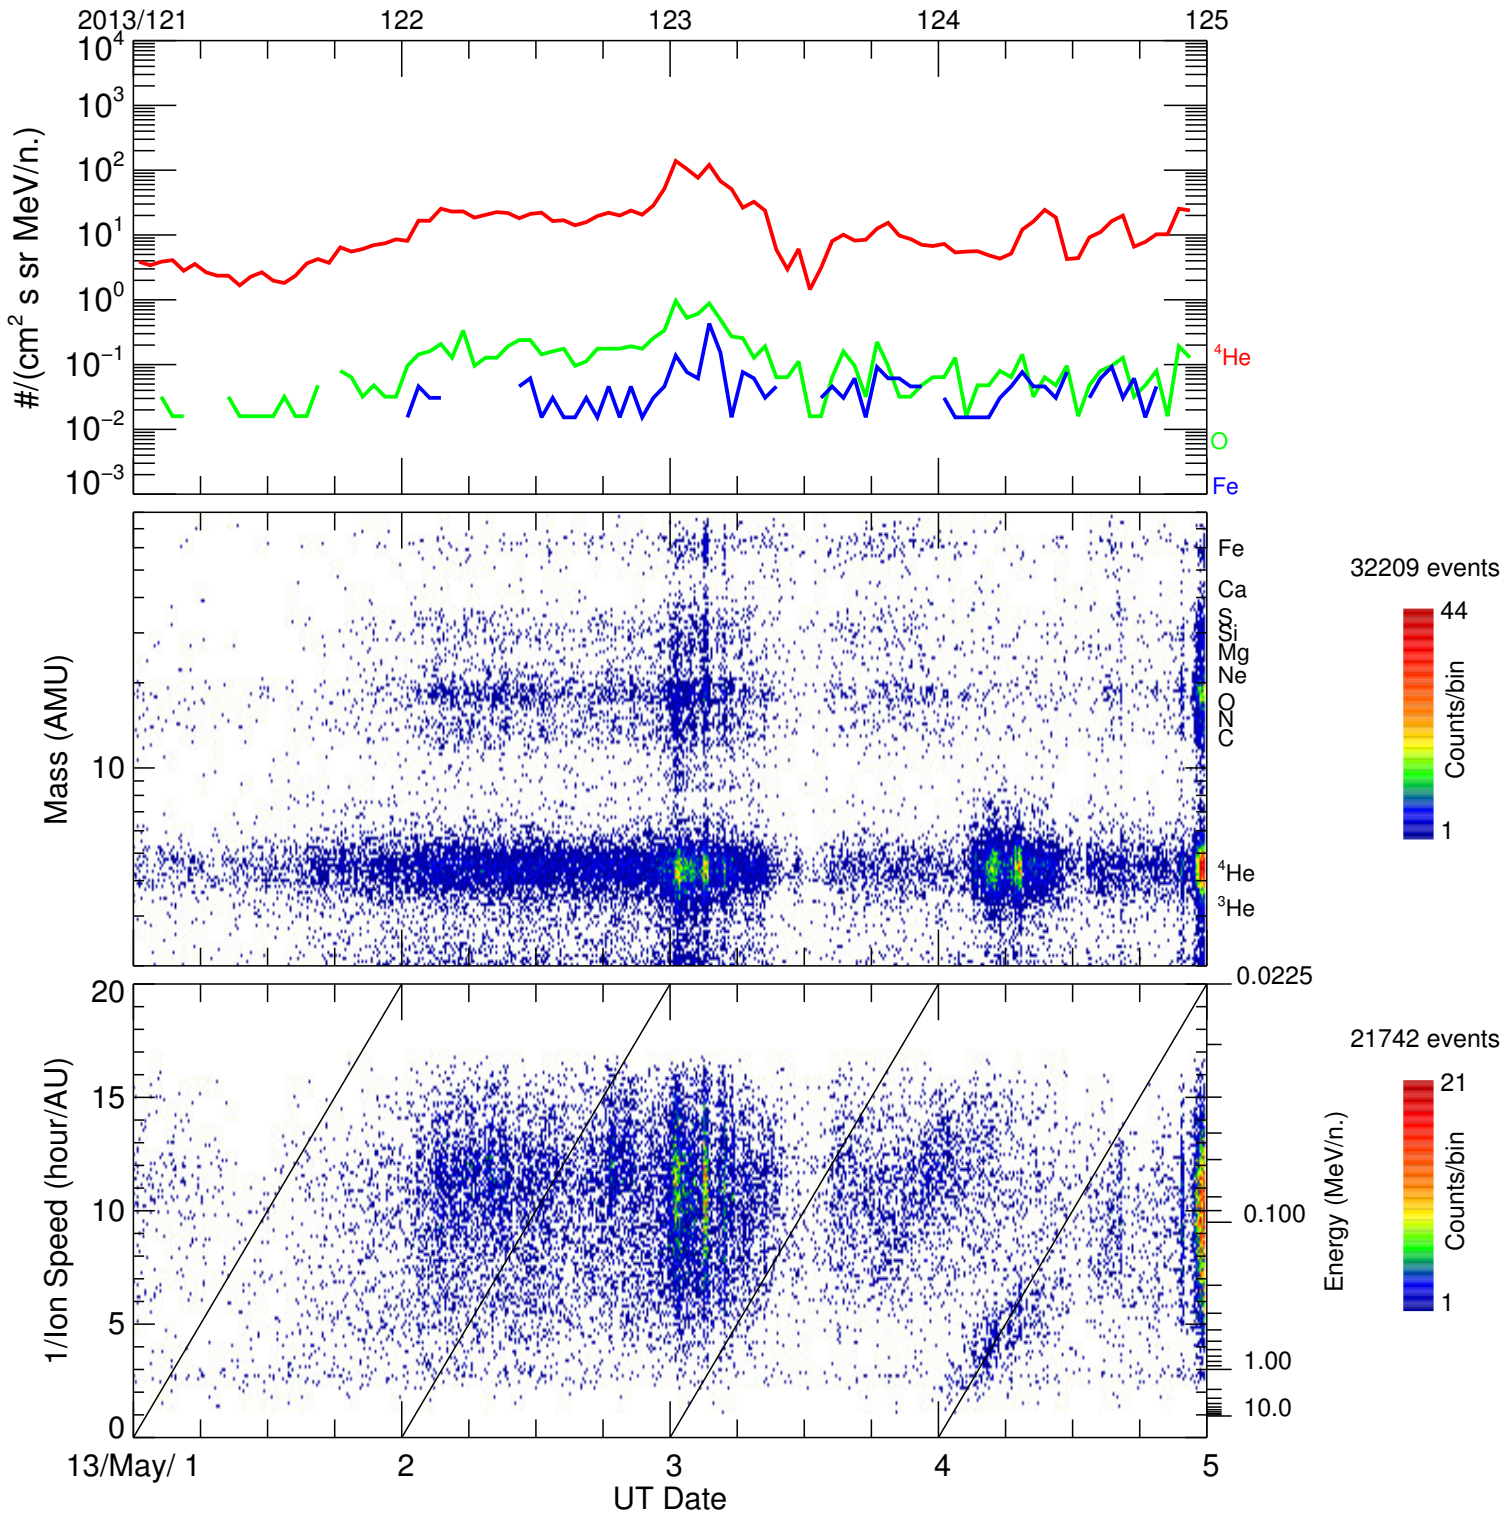 2013/121 122 123 124 125
10^4
10^3
10^2
10^1
10^0
10^-1
10^-2
10^-3
#/(cm^2 s sr MeV/n.)
^4He
O
Fe
Mass (AMU)
10
Fe
Ca
S
Si
Mg
Ne
O
N
C
^4He
^3He
32209 events
44
Counts/bin
1
1/Ion Speed (hour/AU)
20
15
10
5
0
0.0225
0.100
1.00
10.0
Energy (MeV/n.)
21742 events
21
Counts/bin
1
13/May/ 1 2 3 4 5
UT Date